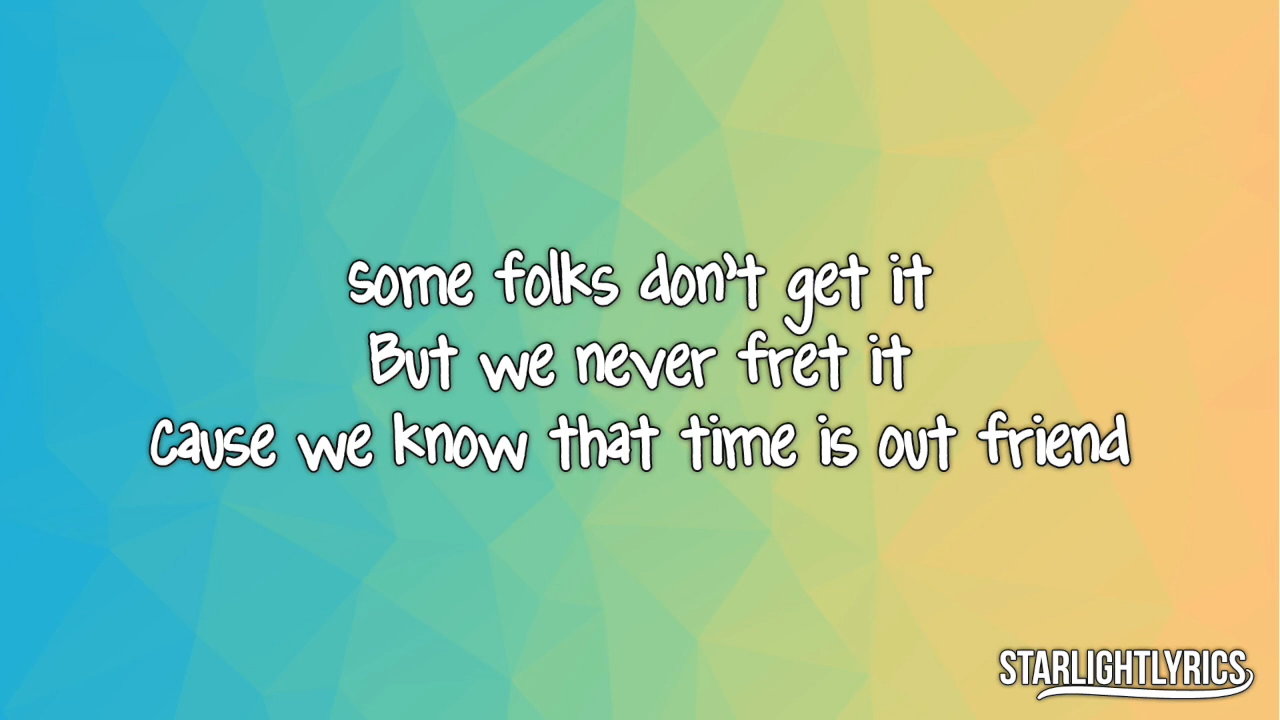 Some folks don't get it
But we never fret it
Cause we know that time is out friend
STARLIGHTLYRICS